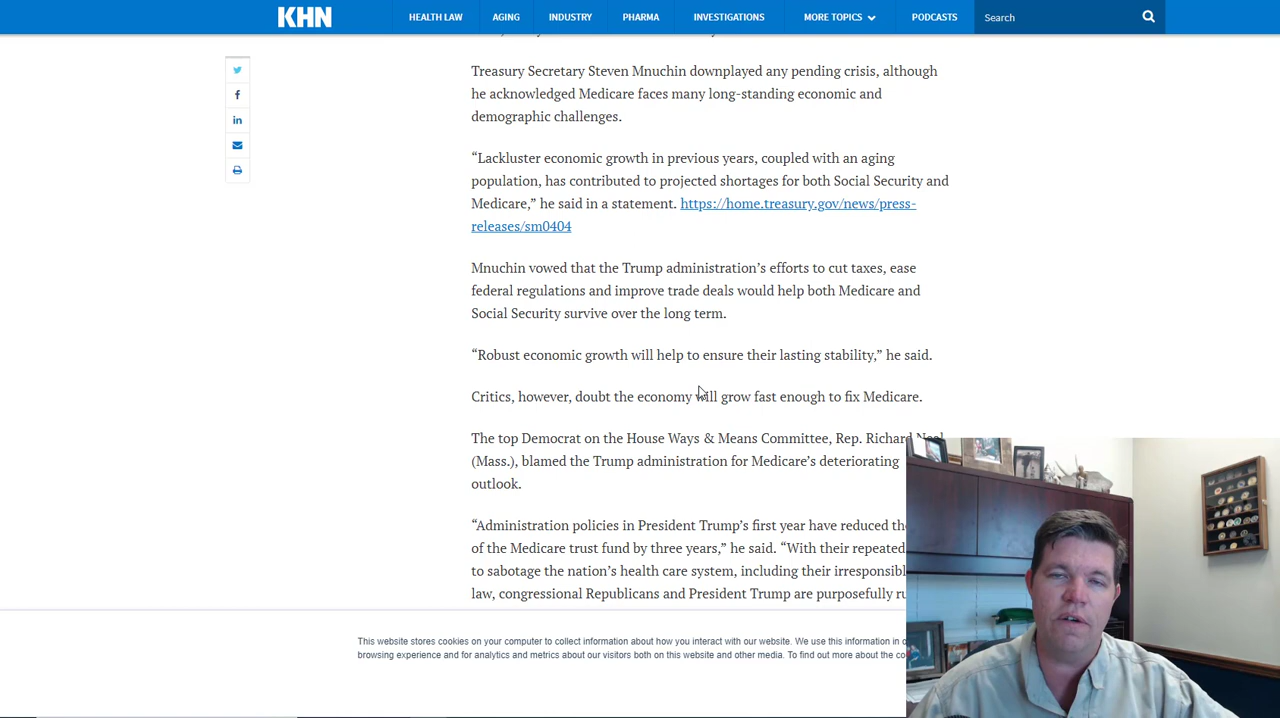 KHN
HEALTH LAW AGING INDUSTRY PHARMA INVESTIGATIONS MORE TOPICS PODCASTS Search
Treasury Secretary Steven Mnuchin downplayed any pending crisis, although
he acknowledged Medicare faces many long-standing economic and
demographic challenges.
“Lackluster economic growth in previous years, coupled with an aging
population, has contributed to projected shortages for both Social Security and
Medicare,” he said in a statement. https://home.treasury.gov/news/press-
releases/sm0404
Mnuchin vowed that the Trump administration’s efforts to cut taxes, ease
federal regulations and improve trade deals would help both Medicare and
Social Security survive over the long term.
“Robust economic growth will help to ensure their lasting stability,” he said.
Critics, however, doubt the economy will grow fast enough to fix Medicare.
The top Democrat on the House Ways & Means Committee, Rep. Richard Neal
(Mass.), blamed the Trump administration for Medicare’s deteriorating
outlook.
“Administration policies in President Trump’s first year have reduced the
of the Medicare trust fund by three years,” he said. “With their repeated
to sabotage the nation’s health care system, including their irresponsible
law, congressional Republicans and President Trump are purposefully
This website stores cookies on your computer to collect information about how you interact with our website. We use this information in
browsing experience and for analytics and metrics about our visitors both on this website and other media. To find out more about the